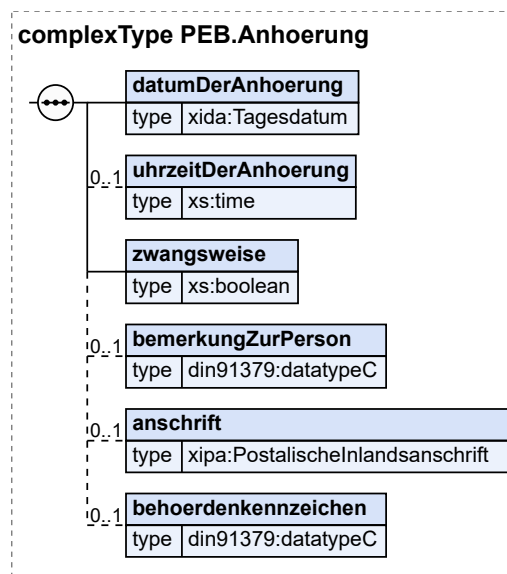 complexType PEB.Anhoerung
datumDerAnhoerung
type xida:Tagesdatum
0..1 uhrzeitDerAnhoerung
type xs:time
zwangsweise
type xs:boolean
0..1 bemerkungZurPerson
type din91379:datatypeC
0..1 anschrift
type xipa:PostalischeInlandsanschrift
0..1 behoerdenkennzeichen
type din91379:datatypeC